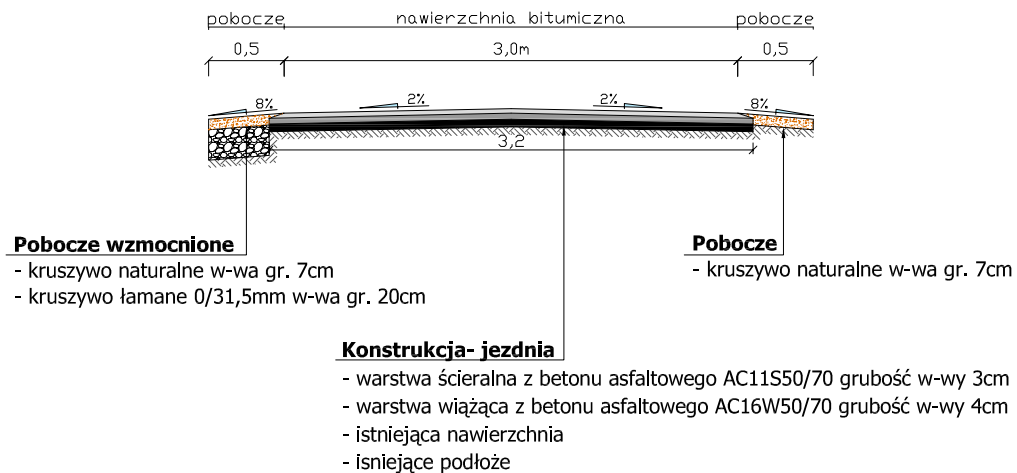 pobocze nawierzchnia bitumiczna pobocze
0,5 3,0m 0,5
8% 2% 2% 8%
3,2
Pobocze wzmocnione
- kruszywo naturalne w-wa gr. 7cm
- kruszywo łamane 0/31,5mm w-wa gr. 20cm
Pobocze
- kruszywo naturalne w-wa gr. 7cm
Konstrukcja- jezdnia
- warstwa ścieralna z betonu asfaltowego AC11S50/70 grubość w-wy 3cm
- warstwa wiążąca z betonu asfaltowego AC16W50/70 grubość w-wy 4cm
- istniejąca nawierzchnia
- isniejące podłoże